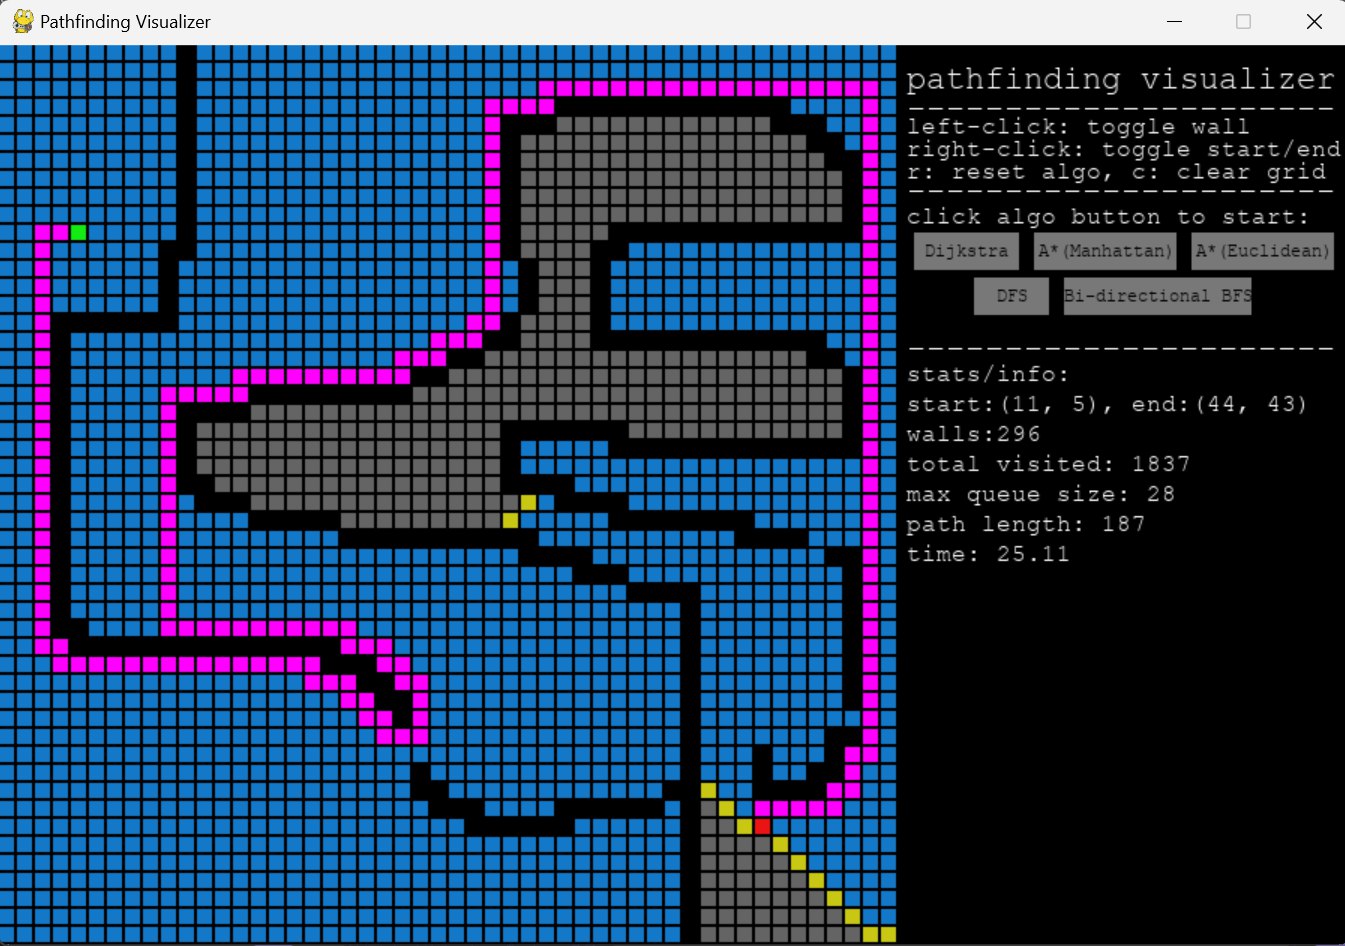 Pathfinding Visualizer
pathfinding visualizer
----------------------
left-click: toggle wall
right-click: toggle start/end
r: reset algo, c: clear grid
----------------------
click algo button to start:
Dijkstra A*(Manhattan) A*(Euclidean)
DFS Bi-directional BFS
----------------------
stats/info:
start:(11, 5), end:(44, 43)
walls:296
total visited: 1837
max queue size: 28
path length: 187
time: 25.11